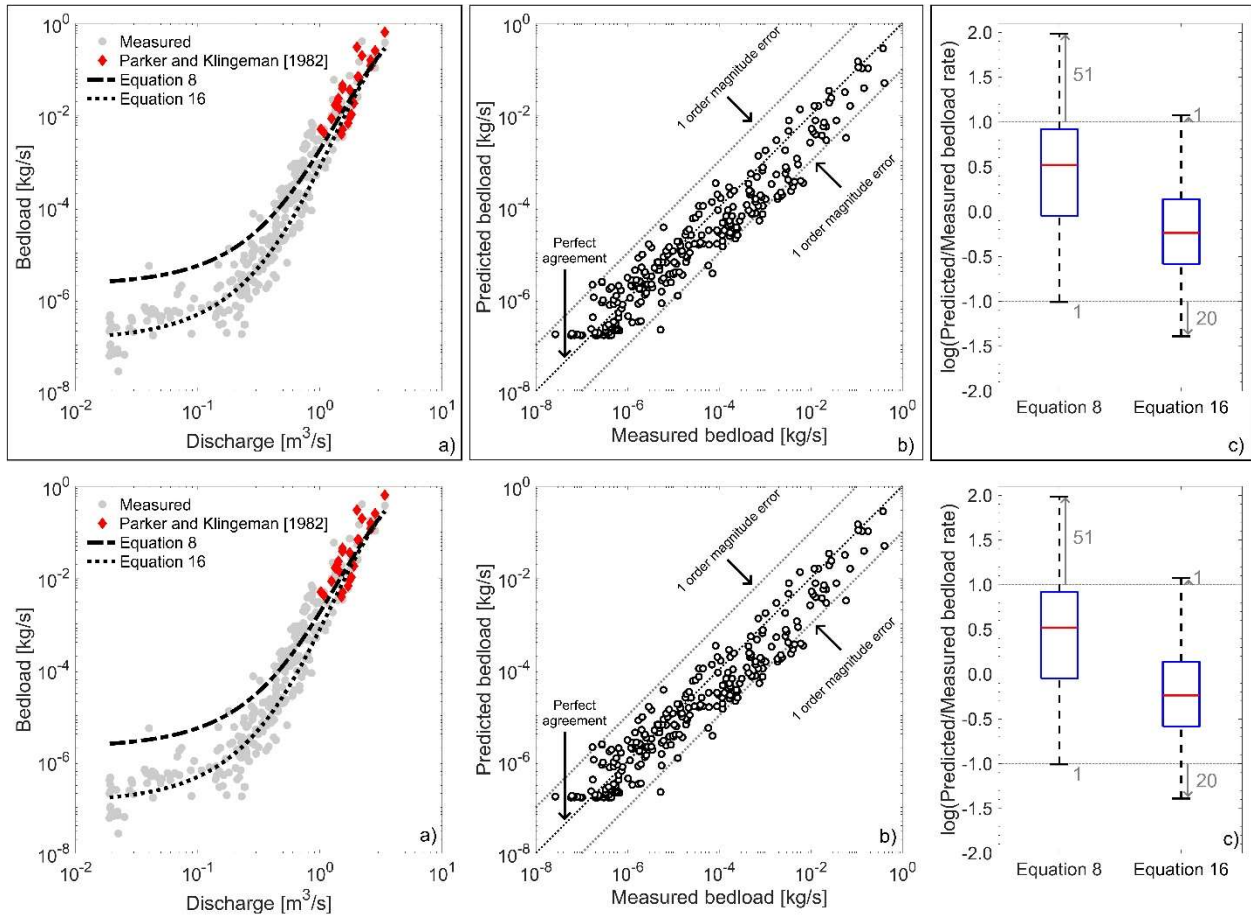 Measured
Parker and Klingeman [1982]
Equation 8
Equation 16
10^0
10^-2
10^-4
10^-6
10^-8
Bedload [kg/s]
10^-2
10^-1
10^0
10^1
Discharge [m^3/s]
a)
1 order magnitude error
1 order magnitude error
Perfect
agreement
10^0
10^-2
10^-4
10^-6
10^-8
Predicted bedload [kg/s]
10^-8
10^-6
10^-4
10^-2
10^0
Measured bedload [kg/s]
b)
2.0
1.5
1.0
0.5
0.0
-0.5
-1.0
-1.5
-2.0
log(Predicted/Measured bedload rate)
51
1
1
20
Equation 8
Equation 16
c)
Measured
Parker and Klingeman [1982]
Equation 8
Equation 16
10^0
10^-2
10^-4
10^-6
10^-8
Bedload [kg/s]
10^-2
10^-1
10^0
10^1
Discharge [m^3/s]
a)
1 order magnitude error
1 order magnitude error
Perfect
agreement
10^0
10^-2
10^-4
10^-6
10^-8
Predicted bedload [kg/s]
10^-8
10^-6
10^-4
10^-2
10^0
Measured bedload [kg/s]
b)
2.0
1.5
1.0
0.5
0.0
-0.5
-1.0
-1.5
-2.0
log(Predicted/Measured bedload rate)
51
1
1
20
Equation 8
Equation 16
c)